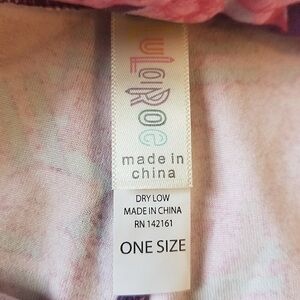 LuLaRoe
made in
china
DRY LOW
MADE IN CHINA
RN 142161
ONE SIZE